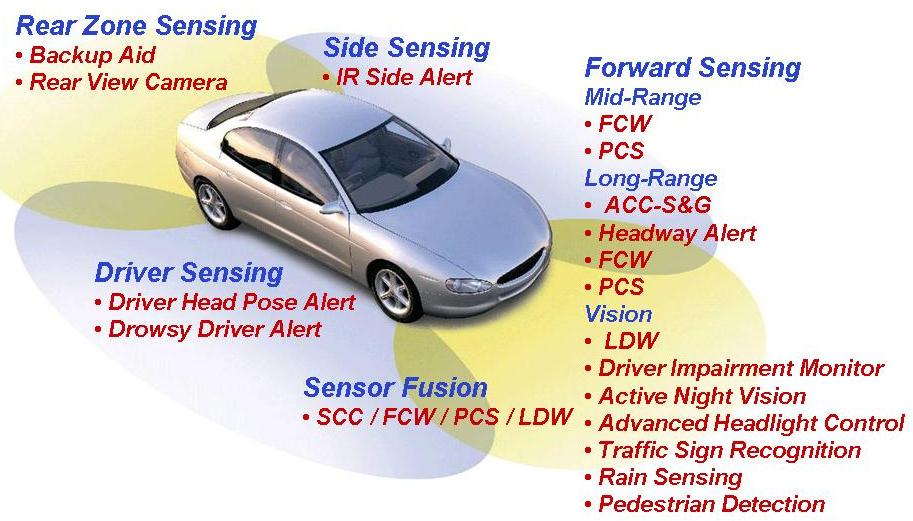 Rear Zone Sensing
• Backup Aid
• Rear View Camera
Side Sensing
• IR Side Alert
Forward Sensing
Mid-Range
• FCW
• PCS
Long-Range
• ACC-S&G
• Headway Alert
• FCW
• PCS
Vision
• LDW
• Driver Impairment Monitor
• Active Night Vision
• Advanced Headlight Control
• Traffic Sign Recognition
• Rain Sensing
• Pedestrian Detection
Driver Sensing
• Driver Head Pose Alert
• Drowsy Driver Alert
Sensor Fusion
• SCC / FCW / PCS / LDW